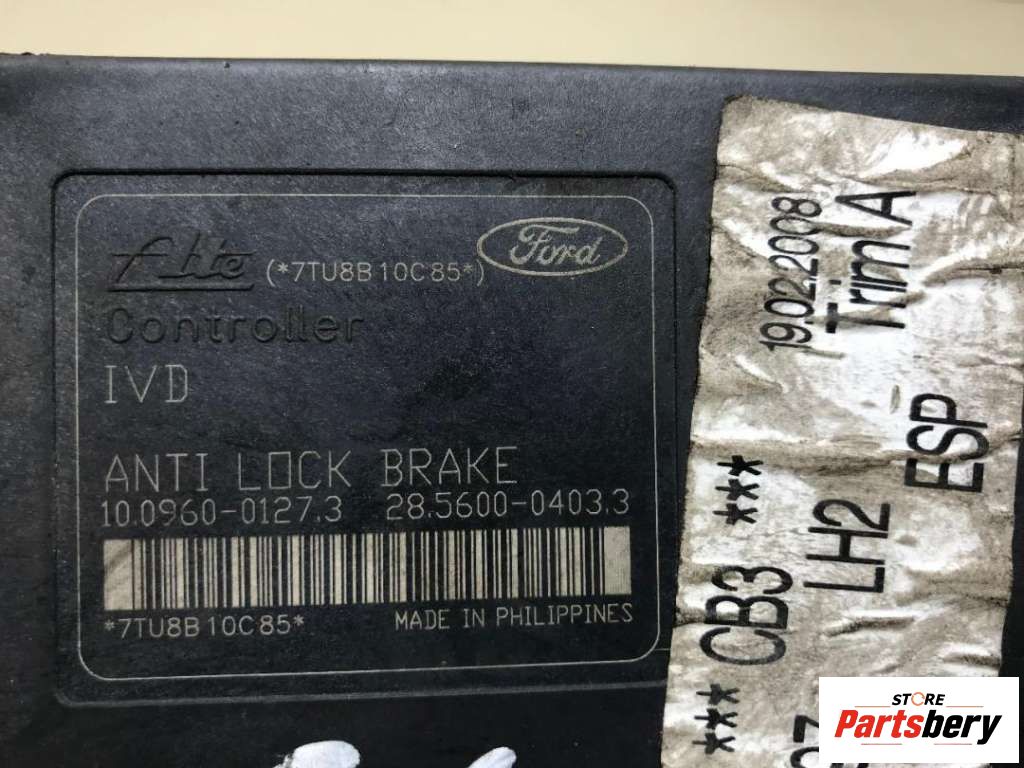 Ate (*7TU8B10C85*) Ford
Controller
IVD
ANTI LOCK BRAKE
10.0960-0127.3 28.5600-0403.3
*7TU8B10C85* MADE IN PHILIPPINES
19.02.2008
Trim A
*** CB3 ***
LH2
ESP
STORE
Partsbery